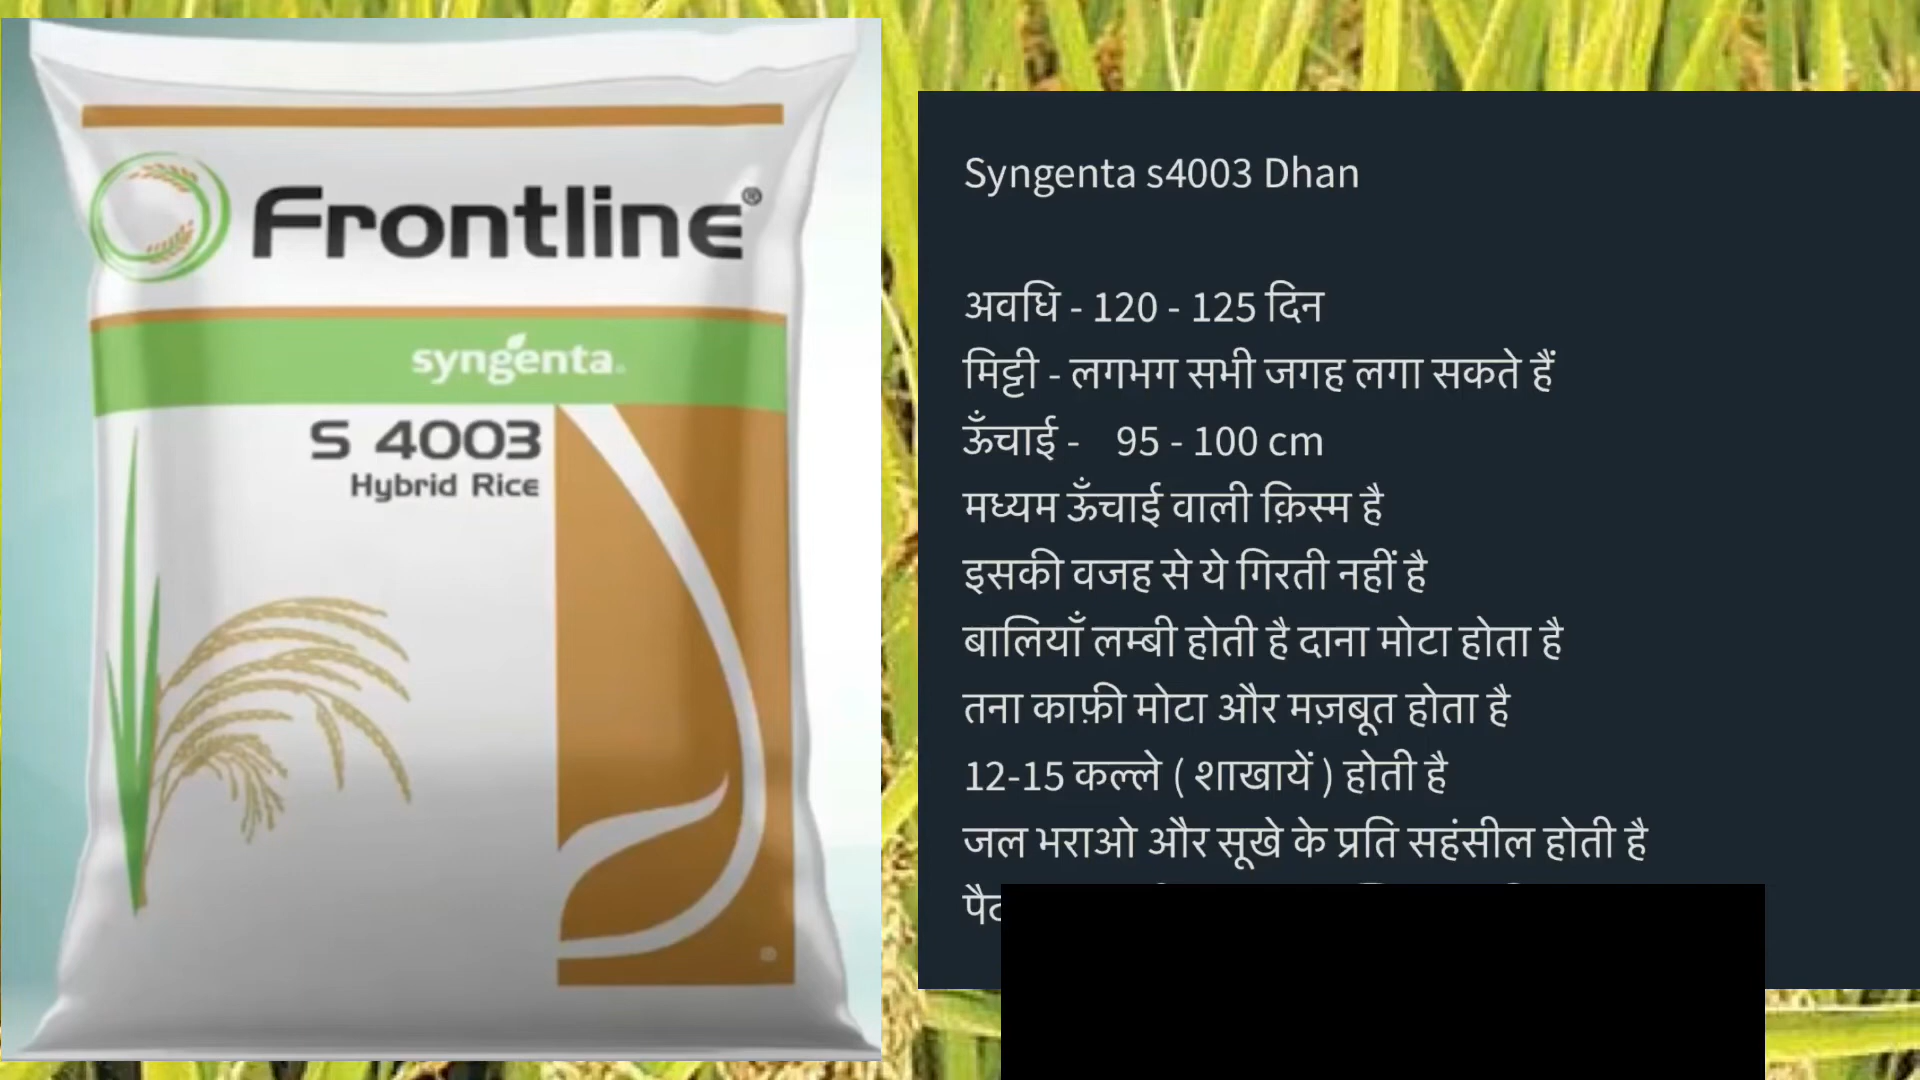 Frontline®
syngenta
S 4003
Hybrid Rice
Syngenta s4003 Dhan
अवधि - 120 - 125 दिन
मिट्टी - लगभग सभी जगह लगा सकते हैं
ऊँचाई - 95 - 100 cm
मध्यम ऊँचाई वाली क़िस्म है
इसकी वजह से ये गिरती नहीं है
बालियाँ लम्बी होती है दाना मोटा होता है
तना काफ़ी मोटा और मज़बूत होता है
12-15 कल्ले ( शाखायें ) होती है
जल भराओ और सूखे के प्रति सहंसील होती है